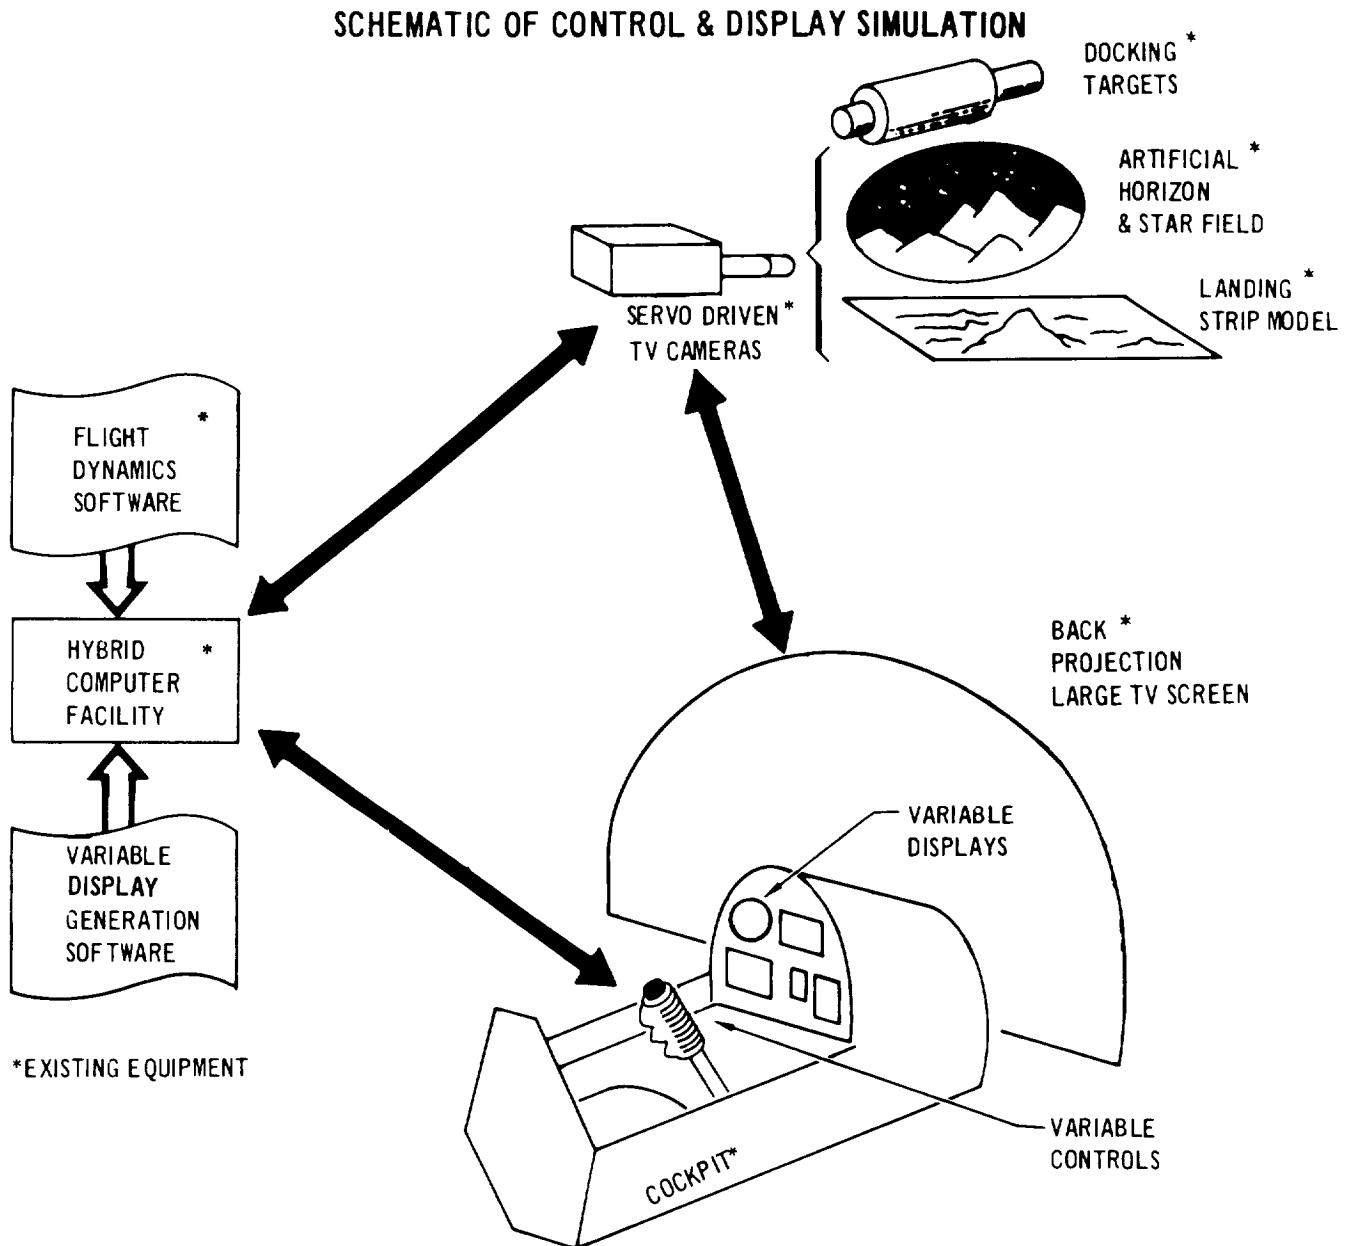 SCHEMATIC OF CONTROL & DISPLAY SIMULATION
DOCKING *
TARGETS
ARTIFICIAL *
HORIZON
& STAR FIELD
LANDING *
STRIP MODEL
SERVO DRIVEN *
TV CAMERAS
FLIGHT *
DYNAMICS
SOFTWARE
HYBRID *
COMPUTER
FACILITY
VARIABLE
DISPLAY
GENERATION
SOFTWARE
*EXISTING EQUIPMENT
BACK *
PROJECTION
LARGE TV SCREEN
VARIABLE
DISPLAYS
VARIABLE
CONTROLS
COCKPIT*